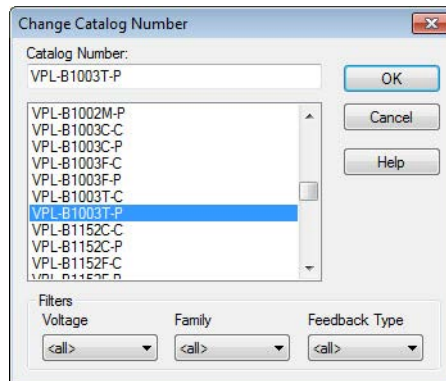 Change Catalog Number
Catalog Number:
VPL-B1003T-P
OK
VPL-B1002M-P
VPL-B1003C-C
VPL-B1003C-P
VPL-B1003F-C
VPL-B1003F-P
VPL-B1003T-C
VPL-B1003T-P
VPL-B1152C-C
VPL-B1152C-P
VPL-B1152F-C
Cancel
Help
Filters
Voltage Family Feedback Type
<all> <all> <all>